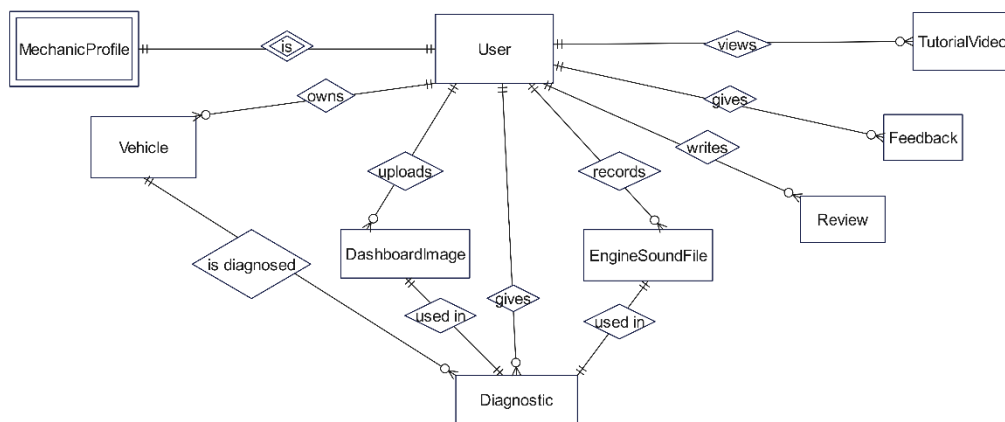 MechanicProfile
is
User
views
TutorialVideo
owns
gives
Vehicle
uploads
records
writes
Feedback
Review
is diagnosed
DashboardImage
EngineSoundFile
used in
gives
used in
Diagnostic